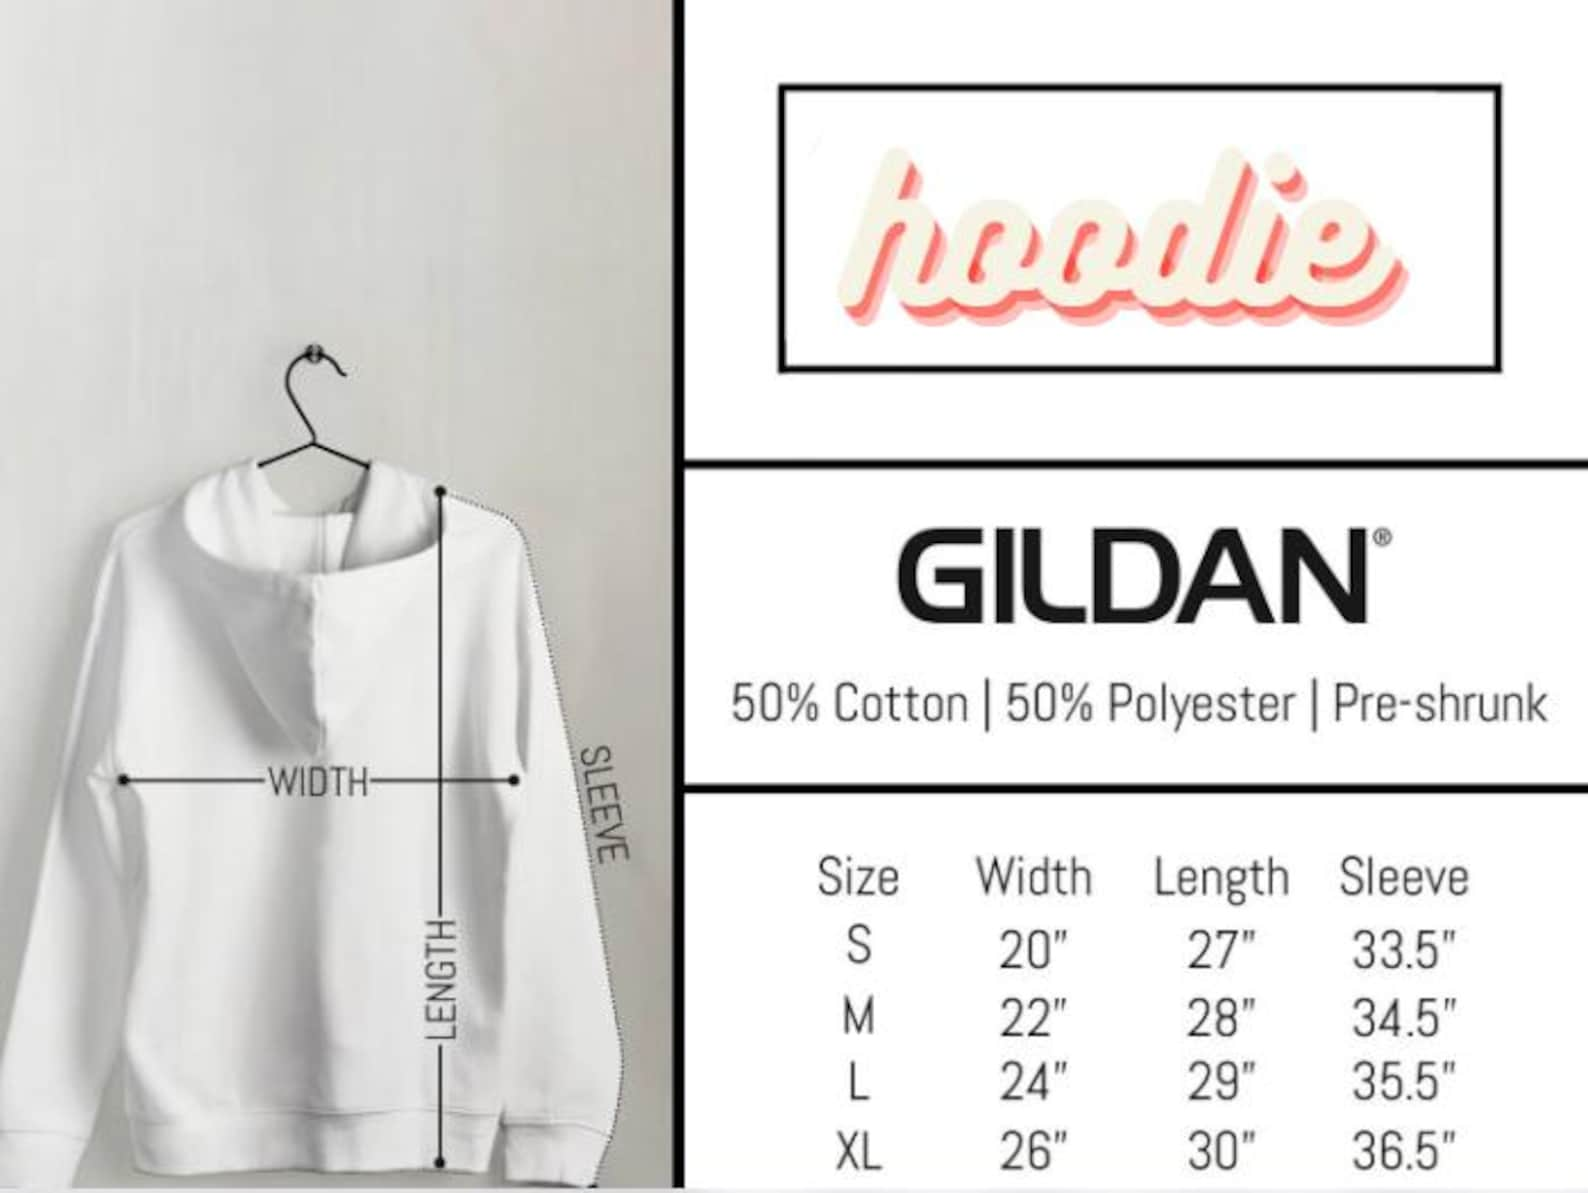 hoodie
GILDAN®
50% Cotton | 50% Polyester | Pre-shrunk
WIDTH
SLEEVE
LENGTH
Size Width Length Sleeve
S 20" 27" 33.5"
M 22" 28" 34.5"
L 24" 29" 35.5"
XL 26" 30" 36.5"